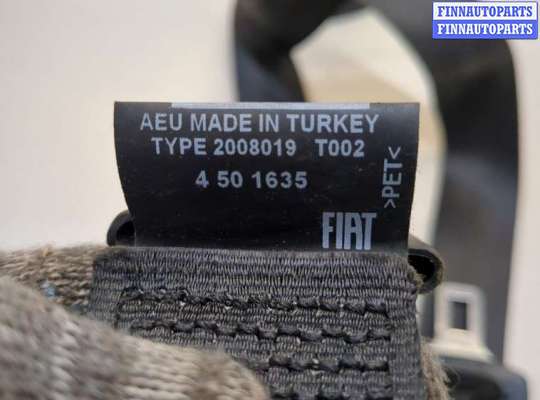 FINNAUTOPARTS
FINNAUTOPARTS
AEU MADE IN TURKEY
TYPE 2008019 T002
4 50 1635
>PET<
FIAT